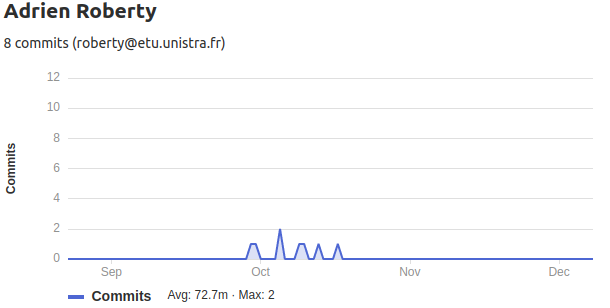 Adrien Roberty
8 commits (roberty@etu.unistra.fr)
12
10
8
6
4
2
0
Commits
Sep Oct Nov Dec
Commits Avg: 72.7m · Max: 2